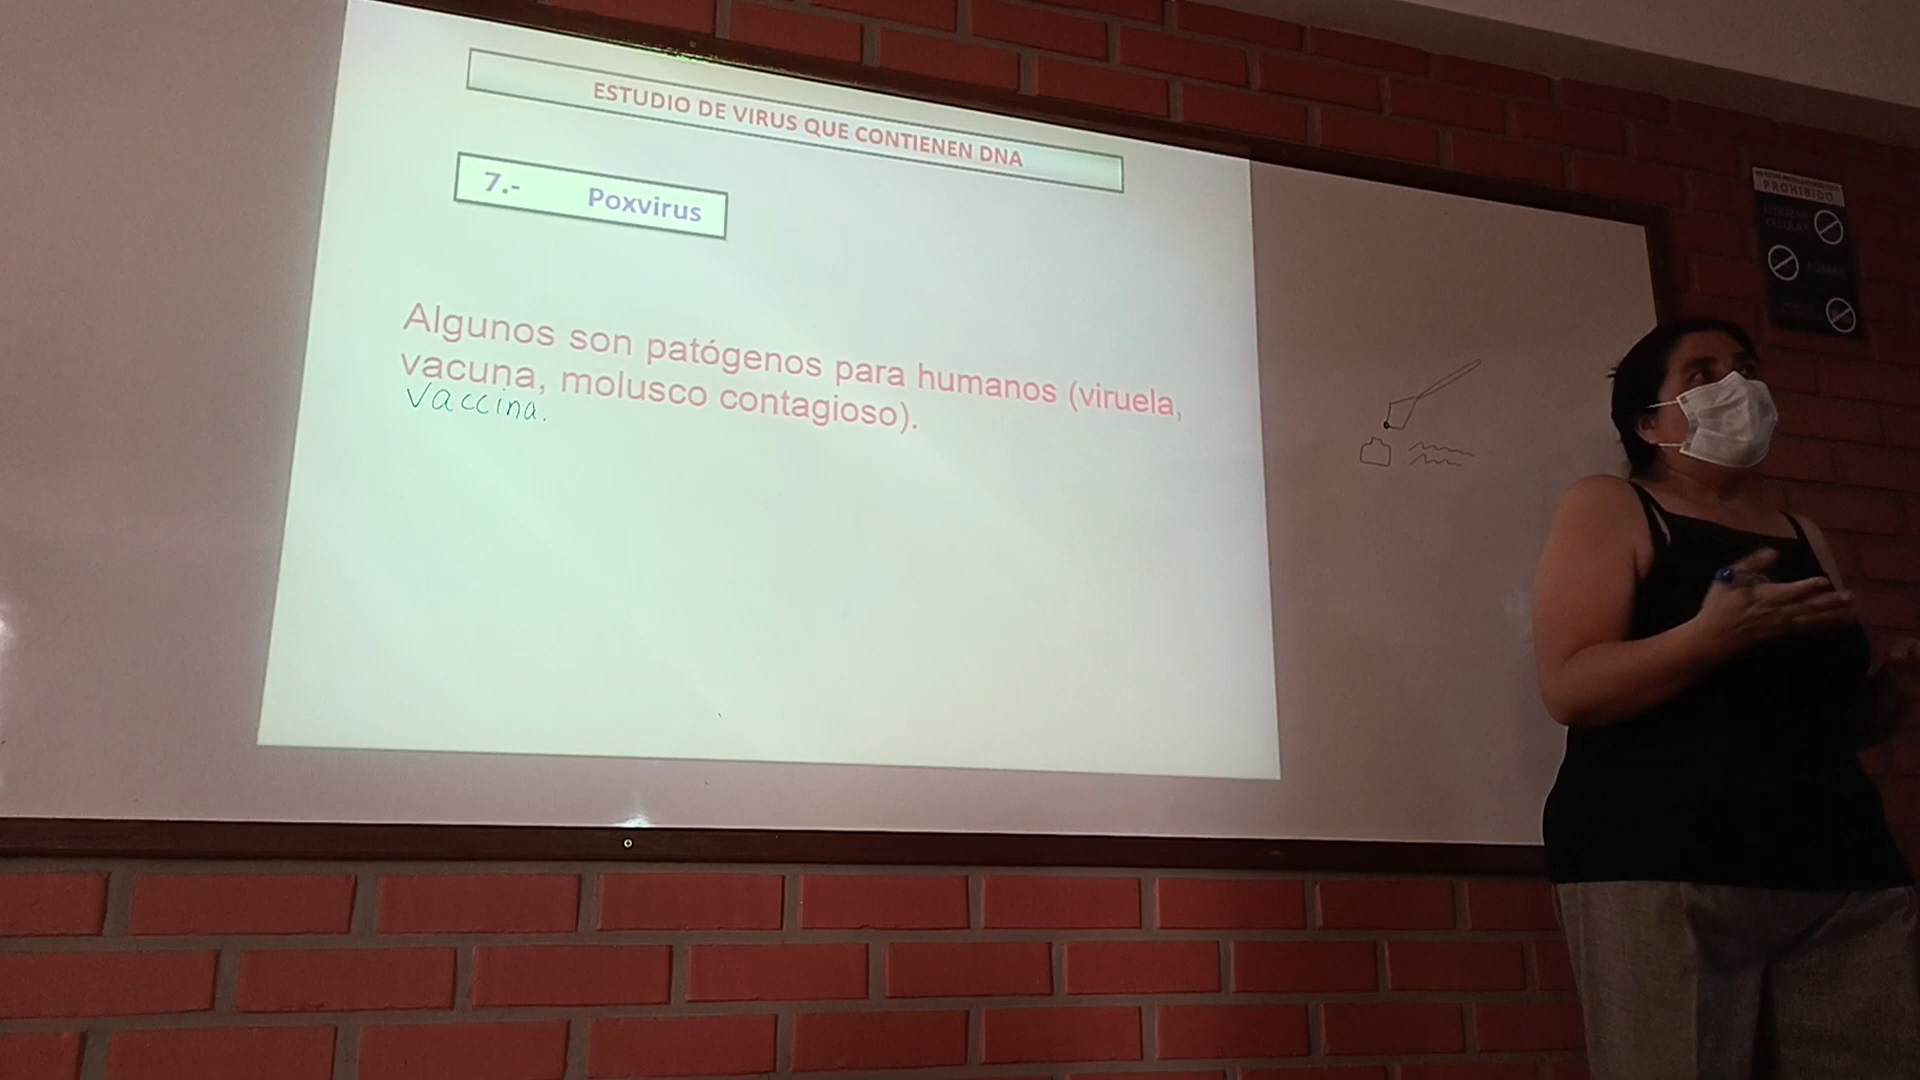 ESTUDIO DE VIRUS QUE CONTIENEN DNA
7.- Poxvirus
Algunos son patógenos para humanos (viruela,
vacuna, molusco contagioso).
Vaccina.
PROHIBIDO